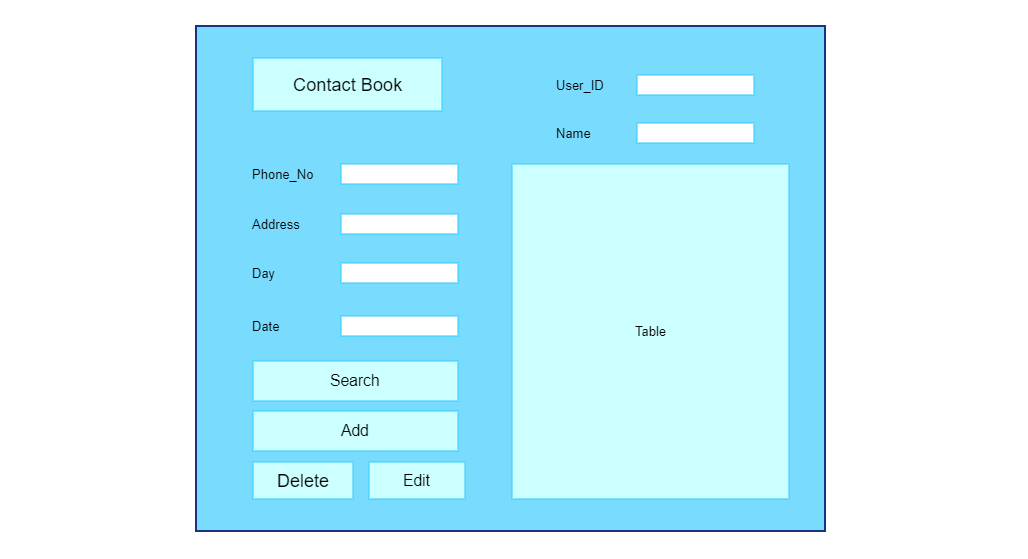 Contact Book
User_ID
Name
Phone_No
Address
Day
Date
Search
Add
Delete
Edit
Table